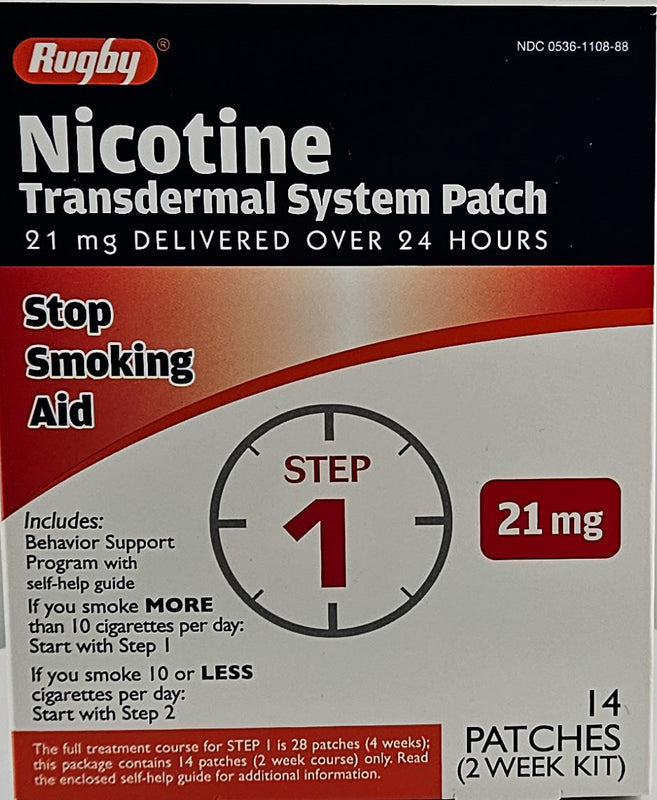 Rugby®
NDC 0536-1108-88
Nicotine
Transdermal System Patch
21 mg DELIVERED OVER 24 HOURS
Stop
Smoking
Aid
STEP
1
21 mg
Includes:
Behavior Support
Program with
self-help guide
If you smoke MORE
than 10 cigarettes per day:
Start with Step 1
If you smoke 10 or LESS
cigarettes per day:
Start with Step 2
14
PATCHES
(2 WEEK KIT)
The full treatment course for STEP 1 is 28 patches (4 weeks);
this package contains 14 patches (2 week course) only. Read
the enclosed self-help guide for additional information.